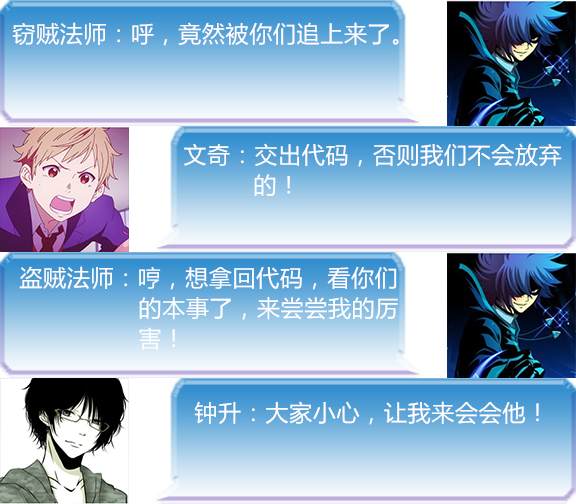 窃贼法师：呼，竟然被你们追上来了。
文奇：交出代码，否则我们不会放弃
的！
盗贼法师：哼，想拿回代码，看你们
的本事了，来尝尝我的厉
害！
钟升：大家小心，让我来会会他！